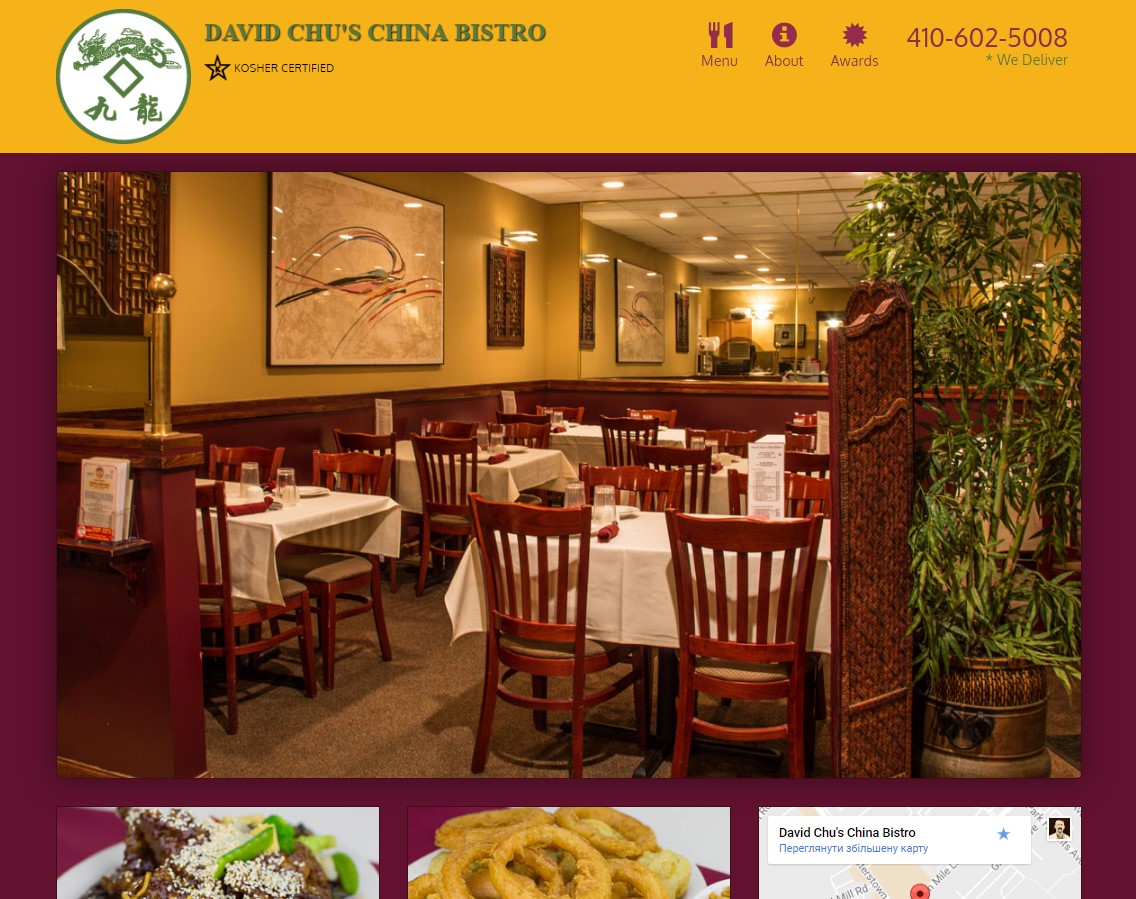 DAVID CHU'S CHINA BISTRO
K KOSHER CERTIFIED
九龍
Menu
About
Awards
410-602-5008
* We Deliver
David Chu's China Bistro
Переглянути збільшену карту
Mill Rd